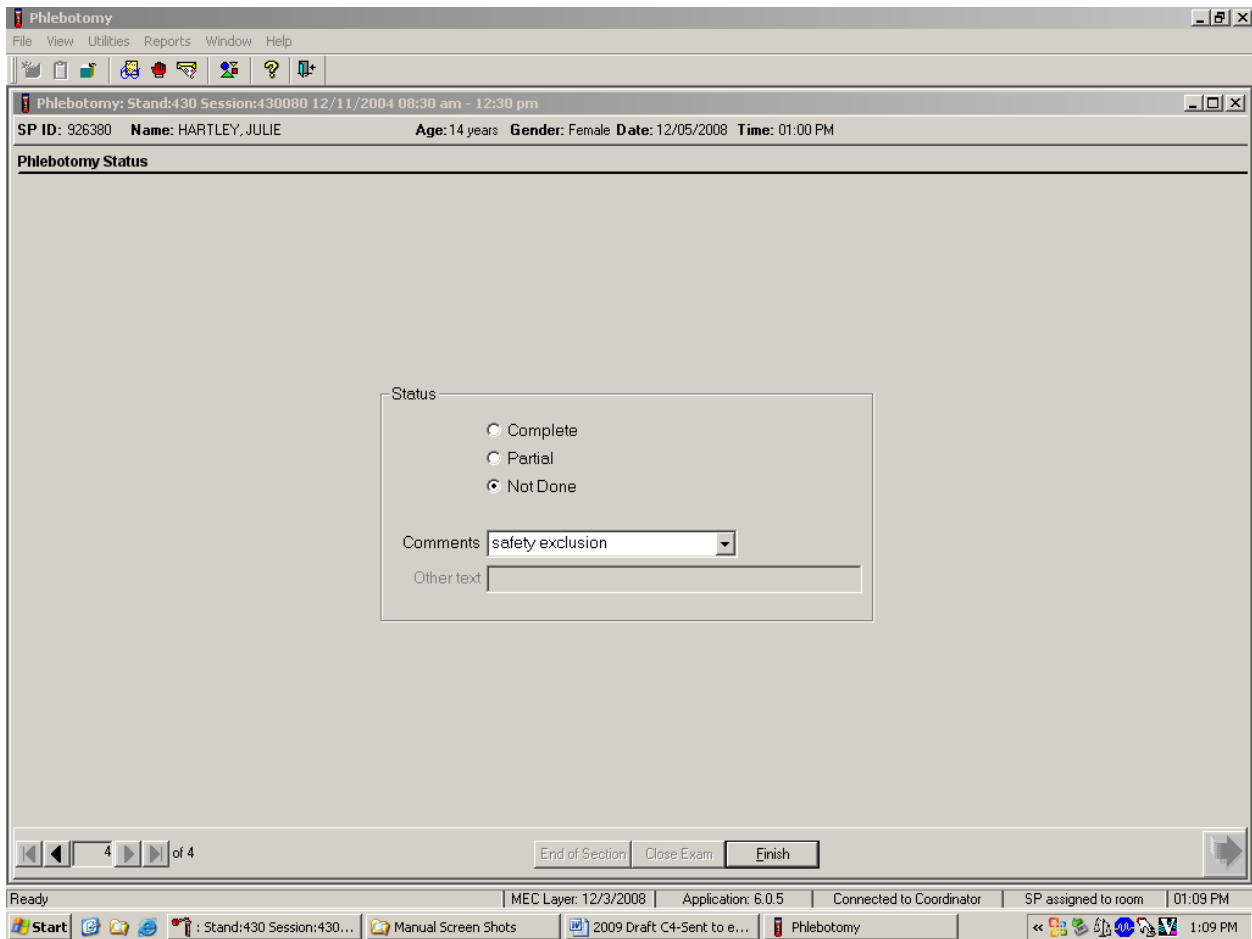 Phlebotomy
File View Utilities Reports Window Help
Phlebotomy: Stand:430 Session:430080 12/11/2004 08:30 am - 12:30 pm
SP ID: 926380 Name: HARTLEY, JULIE Age: 14 years Gender: Female Date: 12/05/2008 Time: 01:00 PM
Phlebotomy Status
Status
Complete
Partial
Not Done
Comments safety exclusion
Other text
4 of 4 End of Section Close Exam Finish
Ready MEC Layer: 12/3/2008 Application: 6.0.5 Connected to Coordinator SP assigned to room 01:09 PM
Start : Stand:430 Session:430... Manual Screen Shots 2009 Draft C4-Sent to e... Phlebotomy « 1:09 PM